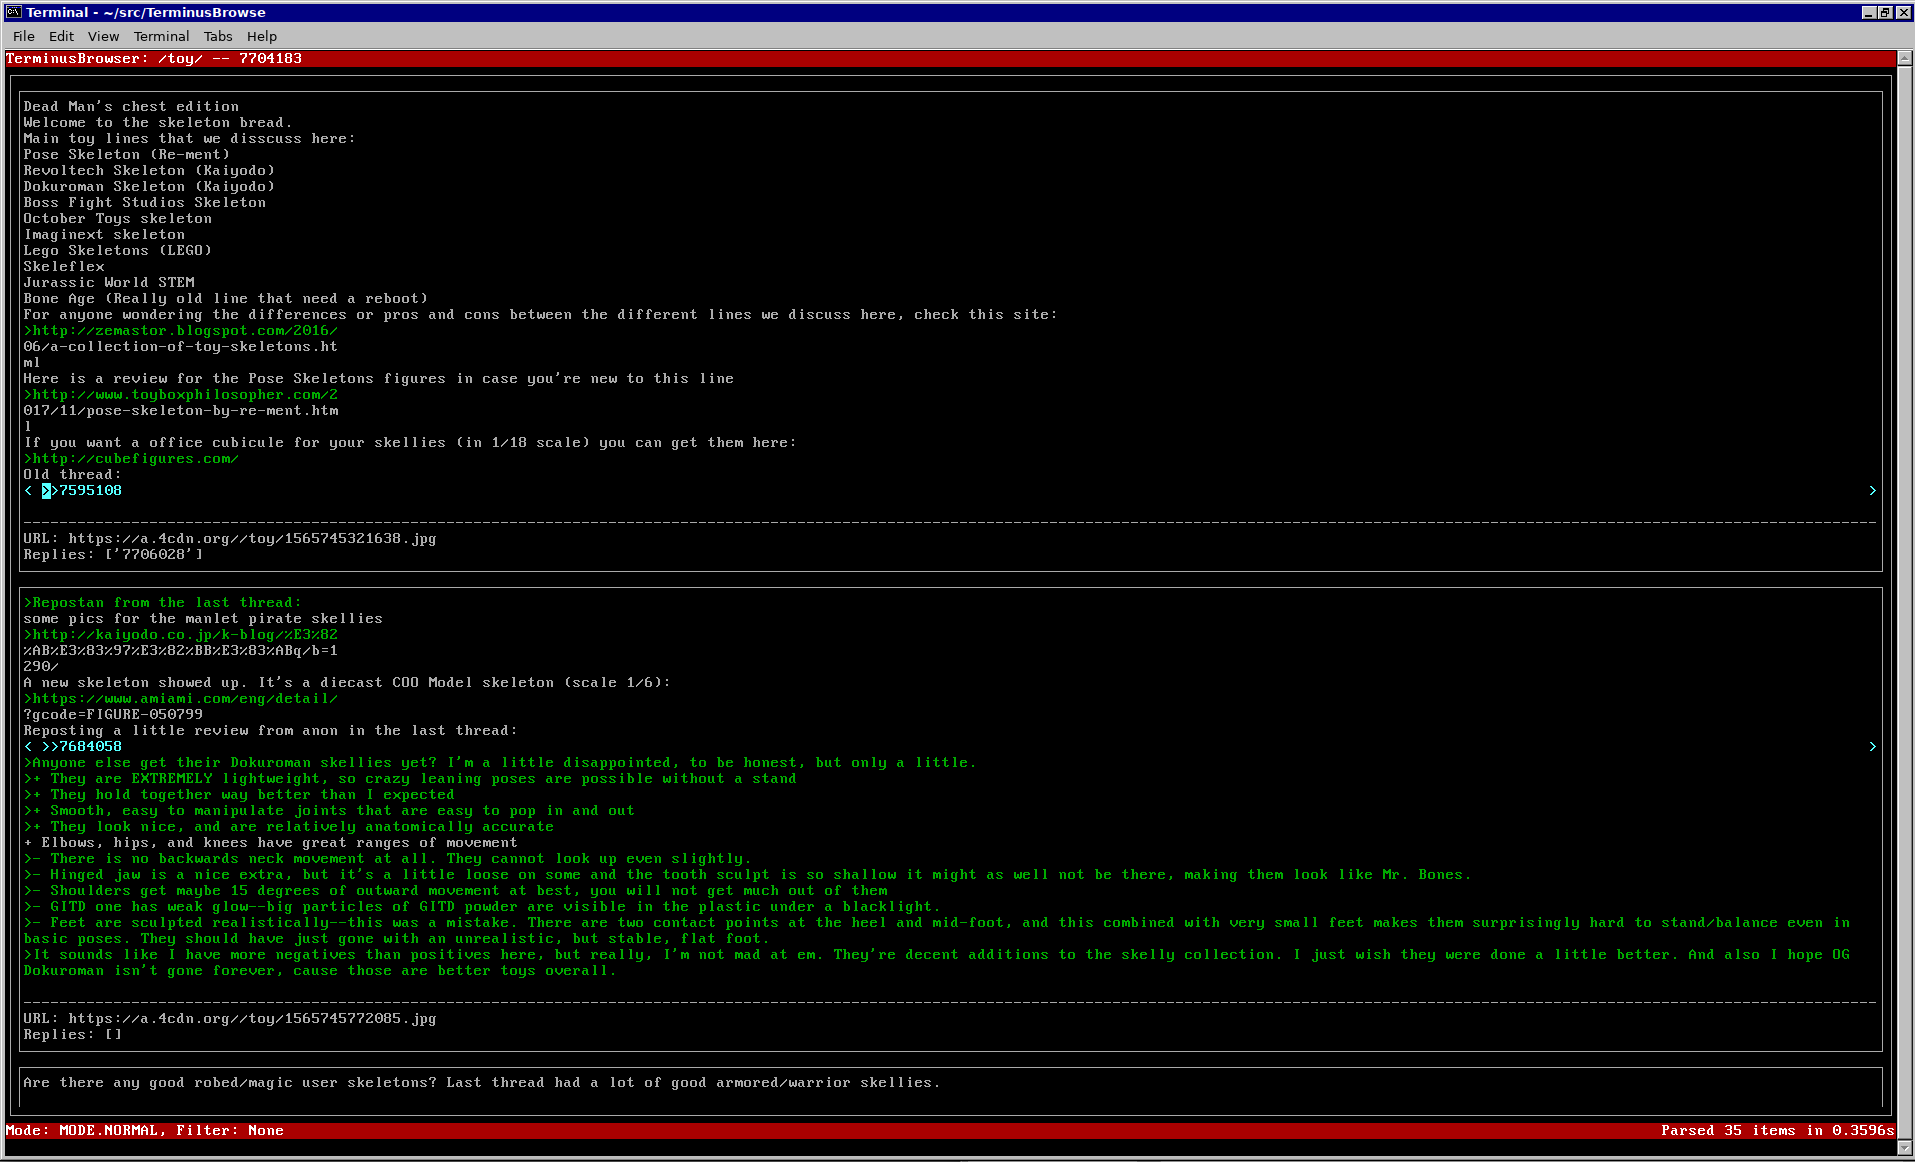 Terminal - ~/src/TerminusBrowse
File Edit View Terminal Tabs Help
TerminusBrowser: /toy/ -- 7704183
Dead Man's chest edition
Welcome to the skeleton bread.
Main toy lines that we disscuss here:
Pose Skeleton (Re-ment)
Revoltech Skeleton (Kaiyodo)
Dokuroman Skeleton (Kaiyodo)
Boss Fight Studios Skeleton
October Toys skeleton
Imaginext skeleton
Lego Skeletons (LEGO)
Skeleflex
Jurassic World STEM
Bone Age (Really old line that need a reboot)
For anyone wondering the differences or pros and cons between the different lines we discuss here, check this site:
>http://zemastor.blogspot.com/2016/
06/a-collection-of-toy-skeletons.ht
ml
Here is a review for the Pose Skeletons figures in case you're new to this line
>http://www.toyboxphilosopher.com/2
017/11/pose-skeleton-by-re-ment.htm
l
If you want a office cubicule for your skellies (in 1/18 scale) you can get them here:
>http://cubefigures.com/
Old thread:
< >>7595108 >
URL: https://a.4cdn.org//toy/1565745321638.jpg
Replies: ['7706028']
>Repostan from the last thread:
some pics for the manlet pirate skellies
>http://kaiyodo.co.jp/k-blog/%E3%82
%AB%E3%83%97%E3%82%BB%E3%83%ABq/b=1
290/
A new skeleton showed up. It's a diecast COO Model skeleton (scale 1/6):
>https://www.amiami.com/eng/detail/
?gcode=FIGURE-050799
Reposting a little review from anon in the last thread:
< >>7684058 >
>Anyone else get their Dokuroman skellies yet? I'm a little disappointed, to be honest, but only a little.
>+ They are EXTREMELY lightweight, so crazy leaning poses are possible without a stand
>+ They hold together way better than I expected
>+ Smooth, easy to manipulate joints that are easy to pop in and out
>+ They look nice, and are relatively anatomically accurate
+ Elbows, hips, and knees have great ranges of movement
>- There is no backwards neck movement at all. They cannot look up even slightly.
>- Hinged jaw is a nice extra, but it's a little loose on some and the tooth sculpt is so shallow it might as well not be there, making them look like Mr. Bones.
>- Shoulders get maybe 15 degrees of outward movement at best, you will not get much out of them
>- GITD one has weak glow--big particles of GITD powder are visible in the plastic under a blacklight.
>- Feet are sculpted realistically--this was a mistake. There are two contact points at the heel and mid-foot, and this combined with very small feet makes them surprisingly hard to stand/balance even in
basic poses. They should have just gone with an unrealistic, but stable, flat foot.
>It sounds like I have more negatives than positives here, but really, I'm not mad at em. They're decent additions to the skelly collection. I just wish they were done a little better. And also I hope OG
Dokuroman isn't gone forever, cause those are better toys overall.
URL: https://a.4cdn.org//toy/1565745772085.jpg
Replies: []
Are there any good robed/magic user skeletons? Last thread had a lot of good armored/warrior skellies.
Mode: MODE.NORMAL, Filter: None Parsed 35 items in 0.3596s